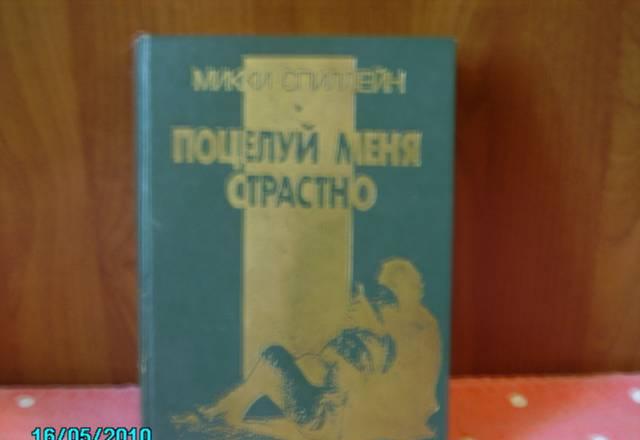 МИККИ СПИЛЛЕЙН
ПОЦЕЛУЙ МЕНЯ
СТРАСТНО
16/05/2010